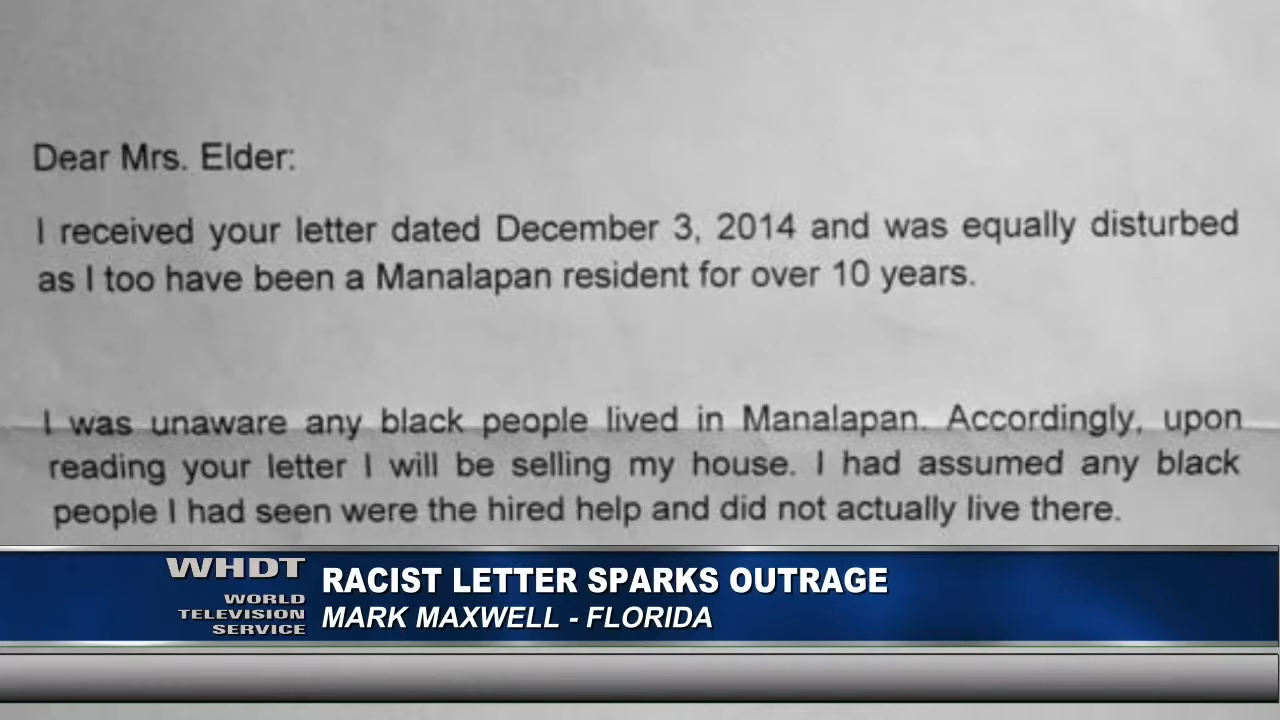 Dear Mrs. Elder:
I received your letter dated December 3, 2014 and was equally disturbed
as I too have been a Manalapan resident for over 10 years.
I was unaware any black people lived in Manalapan. Accordingly, upon
reading your letter I will be selling my house. I had assumed any black
people I had seen were the hired help and did not actually live there.
WHDT
WORLD
TELEVISION
SERVICE
RACIST LETTER SPARKS OUTRAGE
MARK MAXWELL - FLORIDA